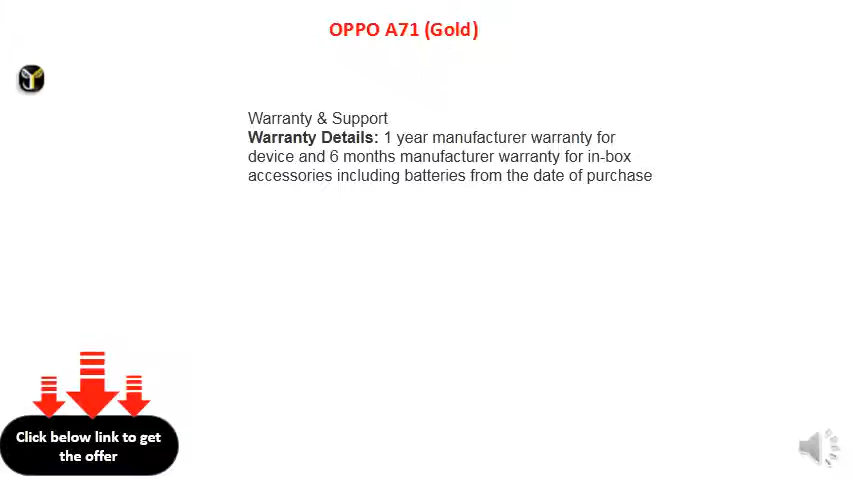 OPPO A71 (Gold)
Warranty & Support
Warranty Details: 1 year manufacturer warranty for
device and 6 months manufacturer warranty for in-box
accessories including batteries from the date of purchase
Click below link to get
the offer